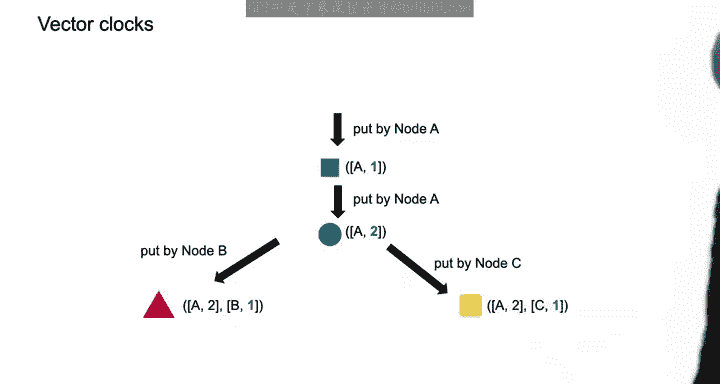 Vector clocks
put by Node A
([A, 1])
put by Node A
([A, 2])
put by Node B
put by Node C
([A, 2], [B, 1])
([A, 2], [C, 1])